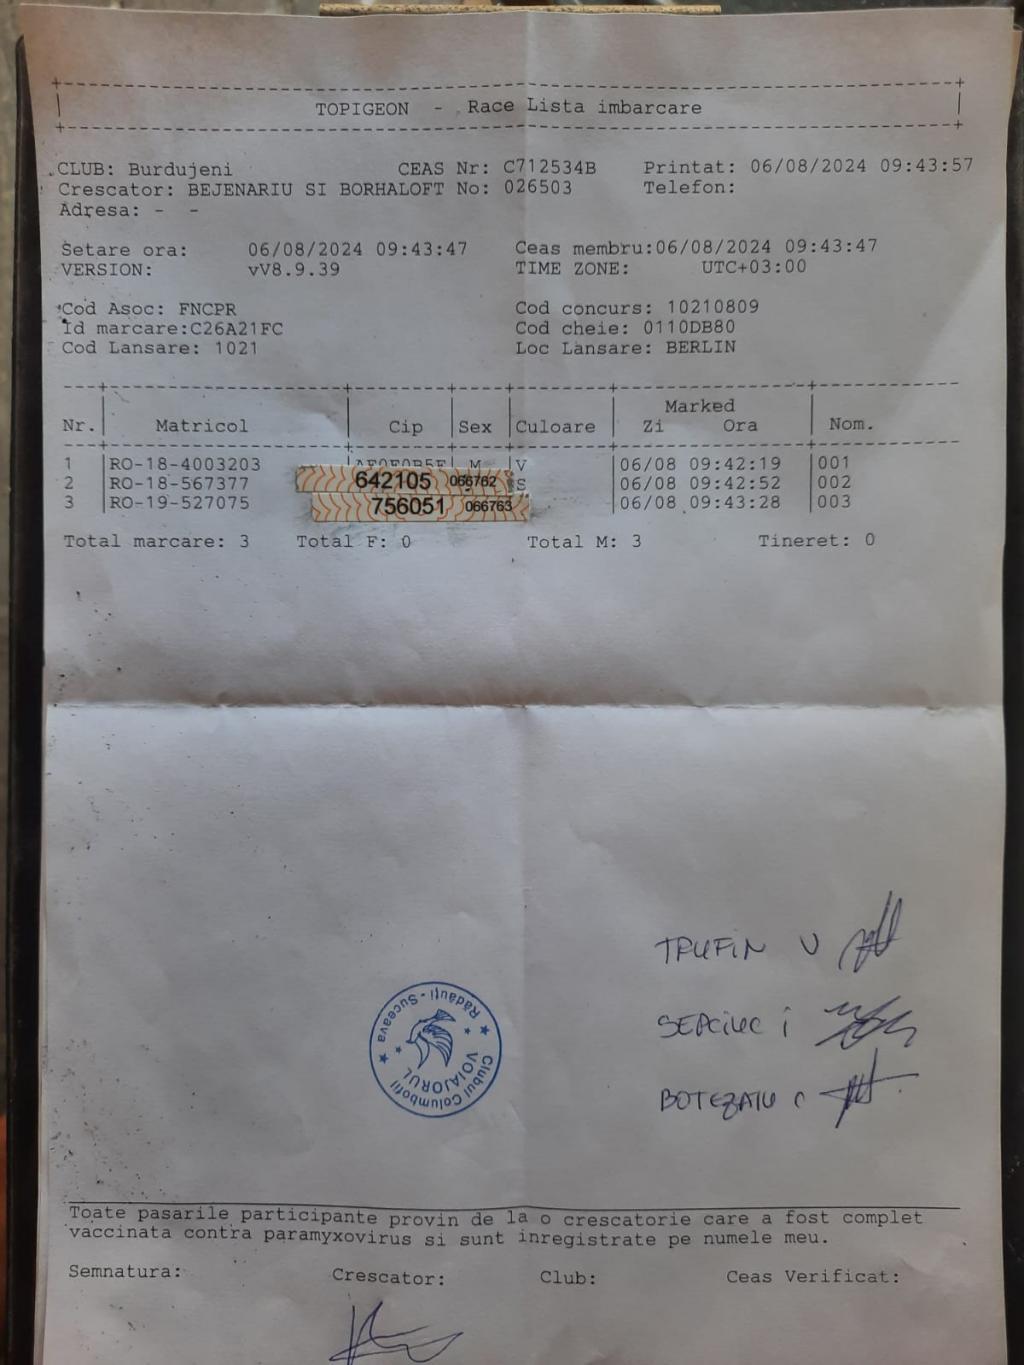 TOPIGEON - Race Lista imbarcare
CLUB: Burdujeni CEAS Nr: C712534B Printat: 06/08/2024 09:43:57
Crescator: BEJENARIU SI BORHALOFT No: 026503 Telefon:
Adresa: - -
Setare ora: 06/08/2024 09:43:47 Ceas membru:06/08/2024 09:43:47
VERSION: vV8.9.39 TIME ZONE: UTC+03:00
Cod Asoc: FNCPR Cod concurs: 10210809
Id marcare:C26A21FC Cod cheie: 0110DB80
Cod Lansare: 1021 Loc Lansare: BERLIN
Marked
Nr. Matricol Cip Sex Culoare Zi Ora Nom.
1 RO-18-4003203 M V 06/08 09:42:19 001
2 RO-18-567377 642105 066762 S 06/08 09:42:52 002
3 RO-19-527075 756051 066763 06/08 09:43:28 003
Total marcare: 3 Total F: 0 Total M: 3 Tineret: 0
TRUFIN V
BOTEZATU C
Clubul Columbofil
VOIAJORUL
Rădăuți - Suceava
Toate pasarile participante provin de la o crescatorie care a fost complet
vaccinata contra paramyxovirus si sunt inregistrate pe numele meu.
Semnatura: Crescator: Club: Ceas Verificat: